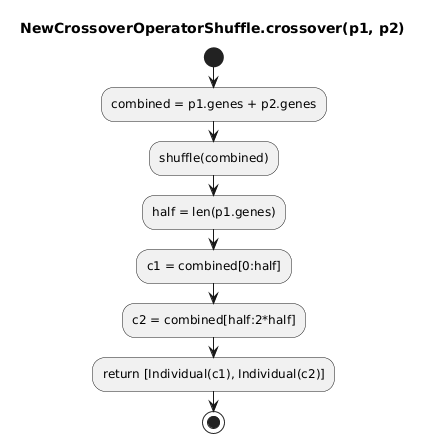 NewCrossoverOperatorShuffle.crossover(p1, p2)
combined = p1.genes + p2.genes
shuffle(combined)
half = len(p1.genes)
c1 = combined[0:half]
c2 = combined[half:2*half]
return [Individual(c1), Individual(c2)]